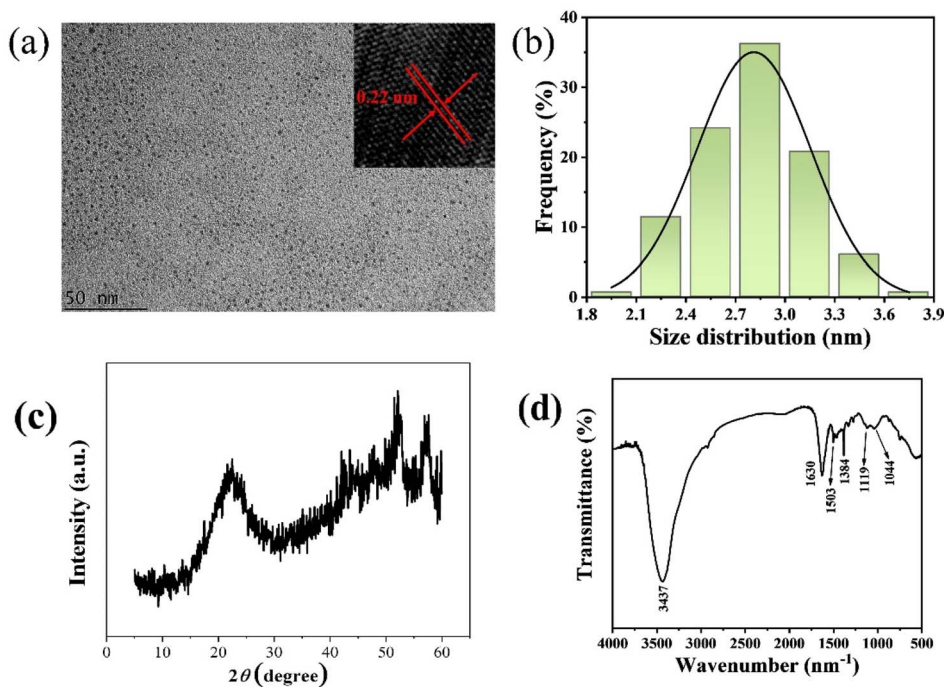 (a)
0.22 nm
50 nm
(b)
Frequency (%)
40
30
20
10
0
1.8 2.1 2.4 2.7 3.0 3.3 3.6 3.9
Size distribution (nm)
(c)
Intensity (a.u.)
0 10 20 30 40 50 60
2θ (degree)
(d)
Transmittance (%)
3437
1630
1503
1384
1119
1044
4000 3500 3000 2500 2000 1500 1000 500
Wavenumber (nm⁻¹)